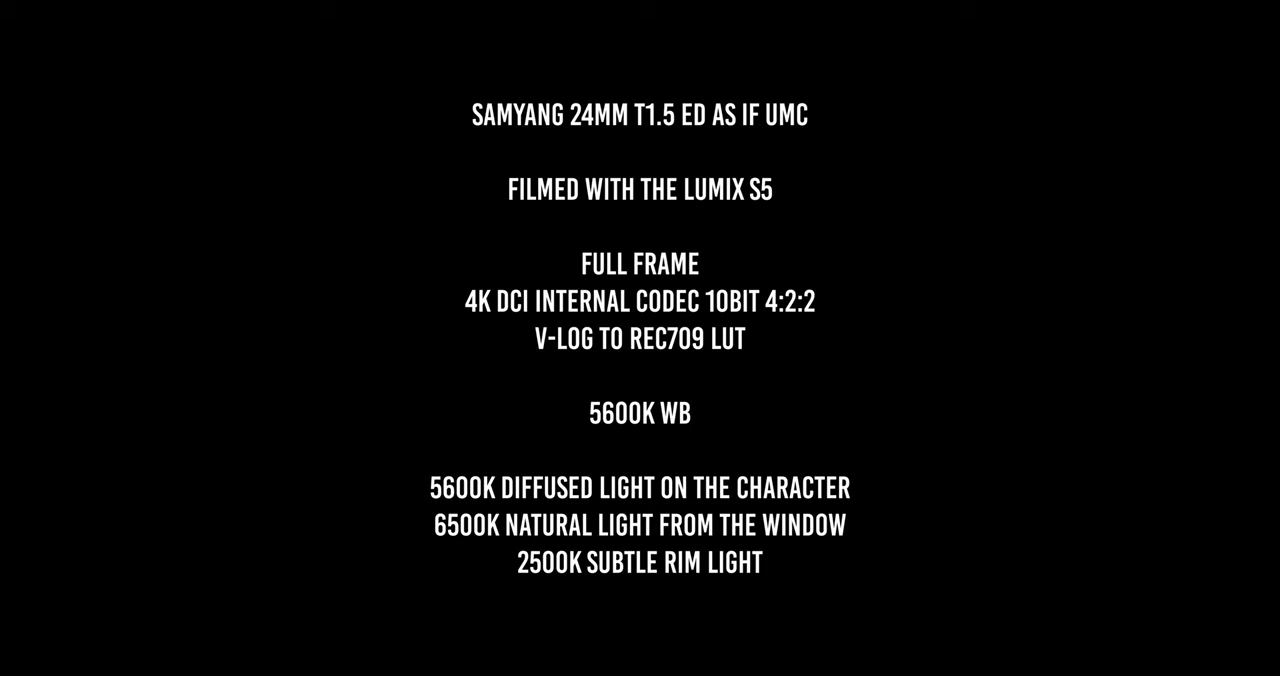 SAMYANG 24MM T1.5 ED AS IF UMC
FILMED WITH THE LUMIX S5
FULL FRAME
4K DCI INTERNAL CODEC 10BIT 4:2:2
V-LOG TO REC709 LUT
5600K WB
5600K DIFFUSED LIGHT ON THE CHARACTER
6500K NATURAL LIGHT FROM THE WINDOW
2500K SUBTLE RIM LIGHT